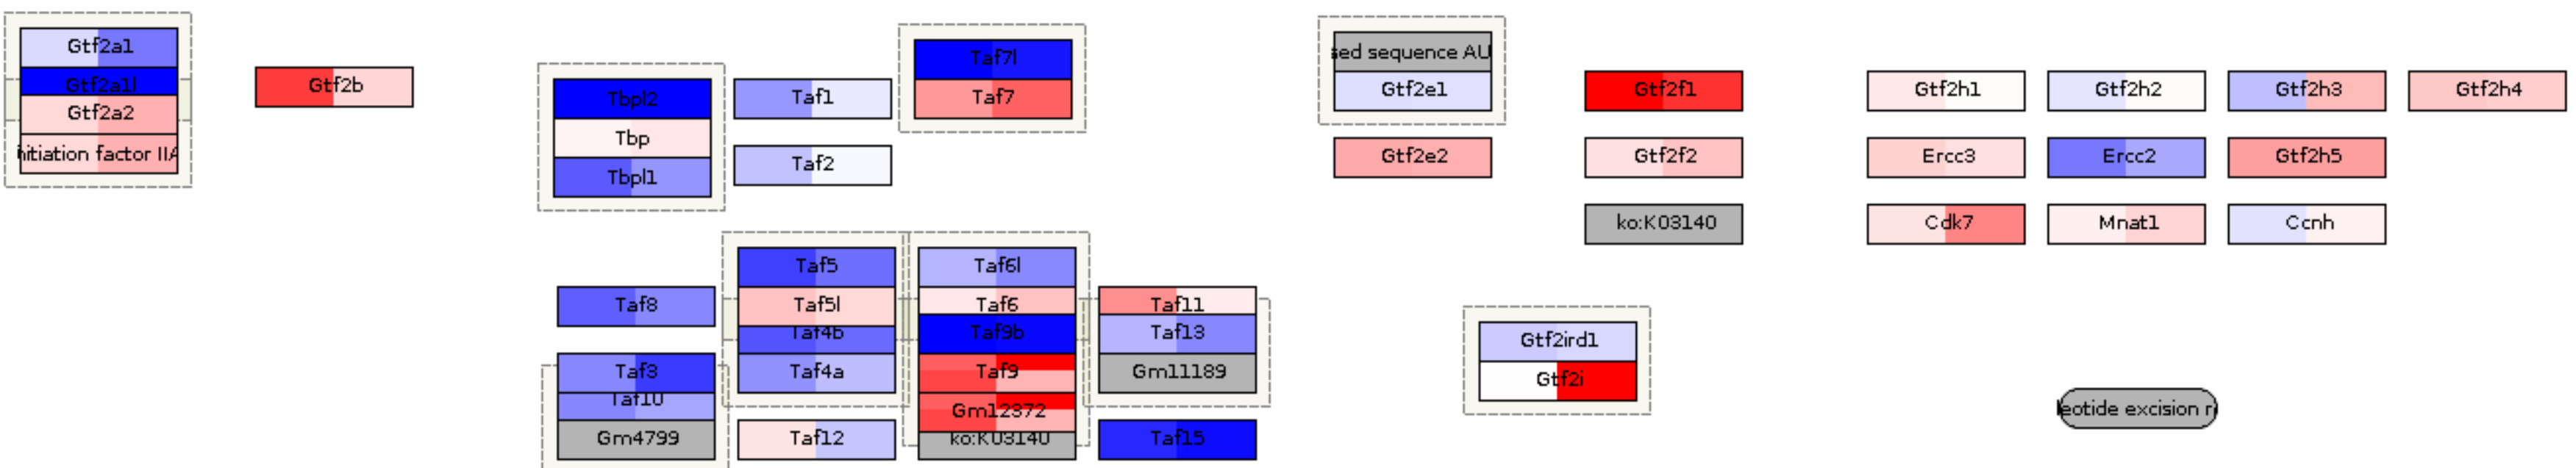 Gtf2a1
Gtf2a1l
Gtf2a2
nitiation factor IIA
Gtf2b
Tbpl2
Tbp
Tbpl1
Taf1
Taf2
Taf7l
Taf7
sed sequence AU
Gtf2e1
Gtf2e2
Gtf2f1
Gtf2f2
ko:K03140
Gtf2h1
Gtf2h2
Gtf2h3
Gtf2h4
Ercc3
Ercc2
Gtf2h5
Cdk7
Mnat1
Ccnh
Taf8
Taf3
Taf10
Gm4799
Taf5
Taf5l
Taf4b
Taf4a
Taf12
Taf6l
Taf6
Taf9b
Taf9
Gm12372
ko:K03140
Taf11
Taf13
Gm11189
Taf15
Gtf2ird1
Gtf2i
eotide excision r